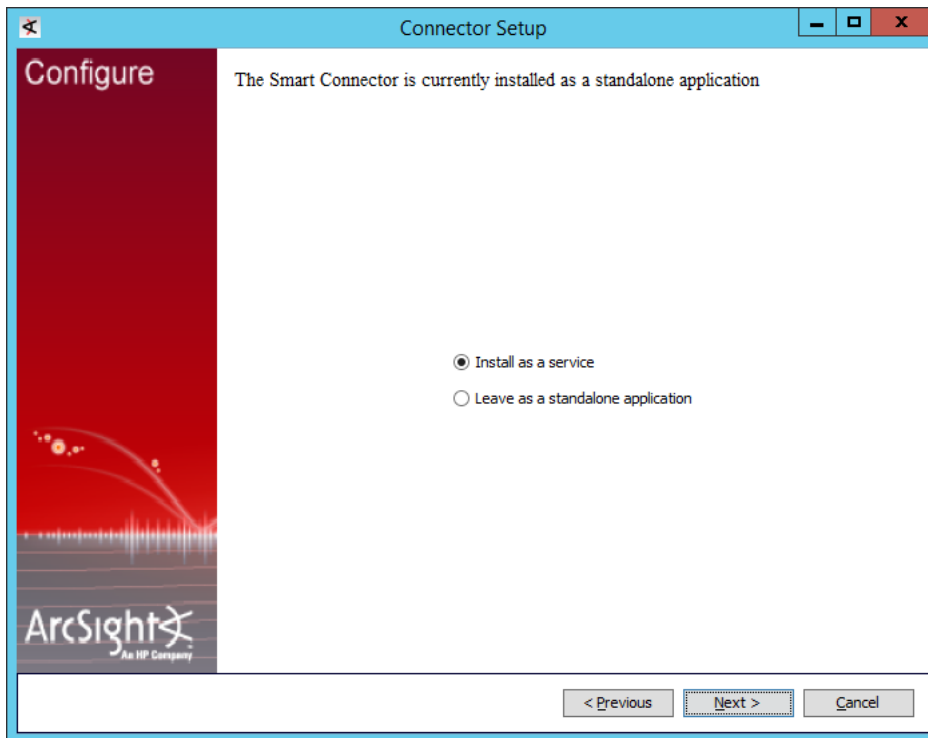 Connector Setup
Configure
The Smart Connector is currently installed as a standalone application
Install as a service
Leave as a standalone application
ArcSight
An HP Company
< Previous
Next >
Cancel